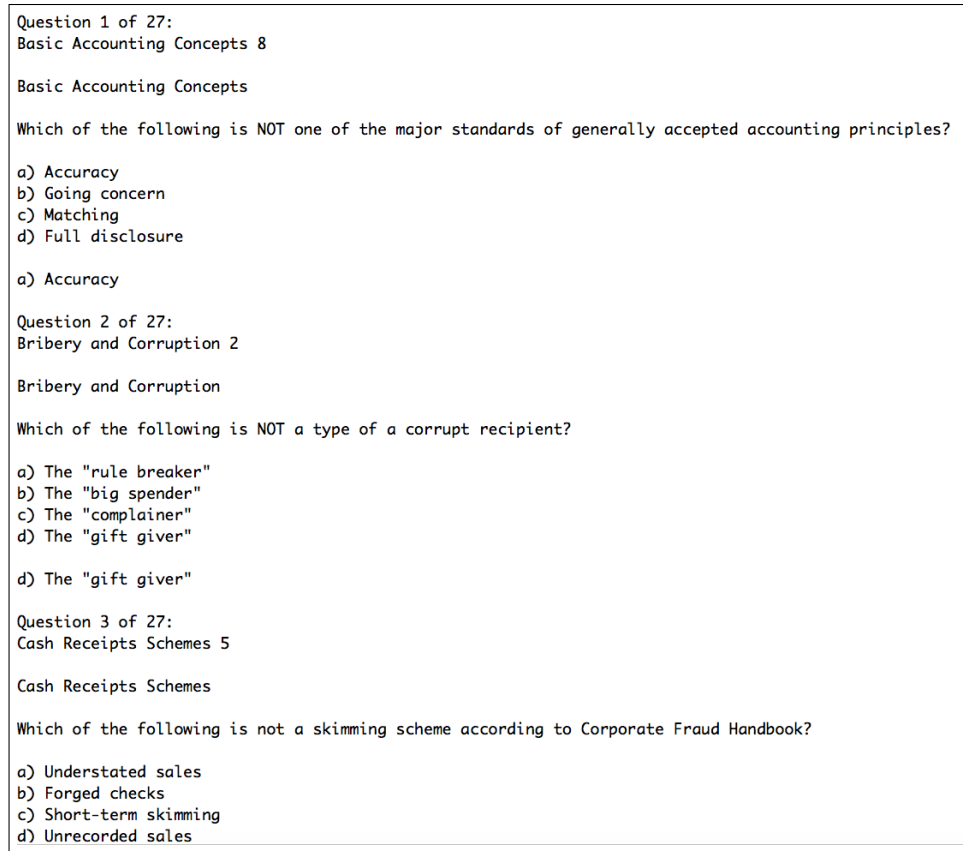 Question 1 of 27:
Basic Accounting Concepts 8
Basic Accounting Concepts
Which of the following is NOT one of the major standards of generally accepted accounting principles?
a) Accuracy
b) Going concern
c) Matching
d) Full disclosure
a) Accuracy
Question 2 of 27:
Bribery and Corruption 2
Bribery and Corruption
Which of the following is NOT a type of a corrupt recipient?
a) The "rule breaker"
b) The "big spender"
c) The "complainer"
d) The "gift giver"
d) The "gift giver"
Question 3 of 27:
Cash Receipts Schemes 5
Cash Receipts Schemes
Which of the following is not a skimming scheme according to Corporate Fraud Handbook?
a) Understated sales
b) Forged checks
c) Short-term skimming
d) Unrecorded sales